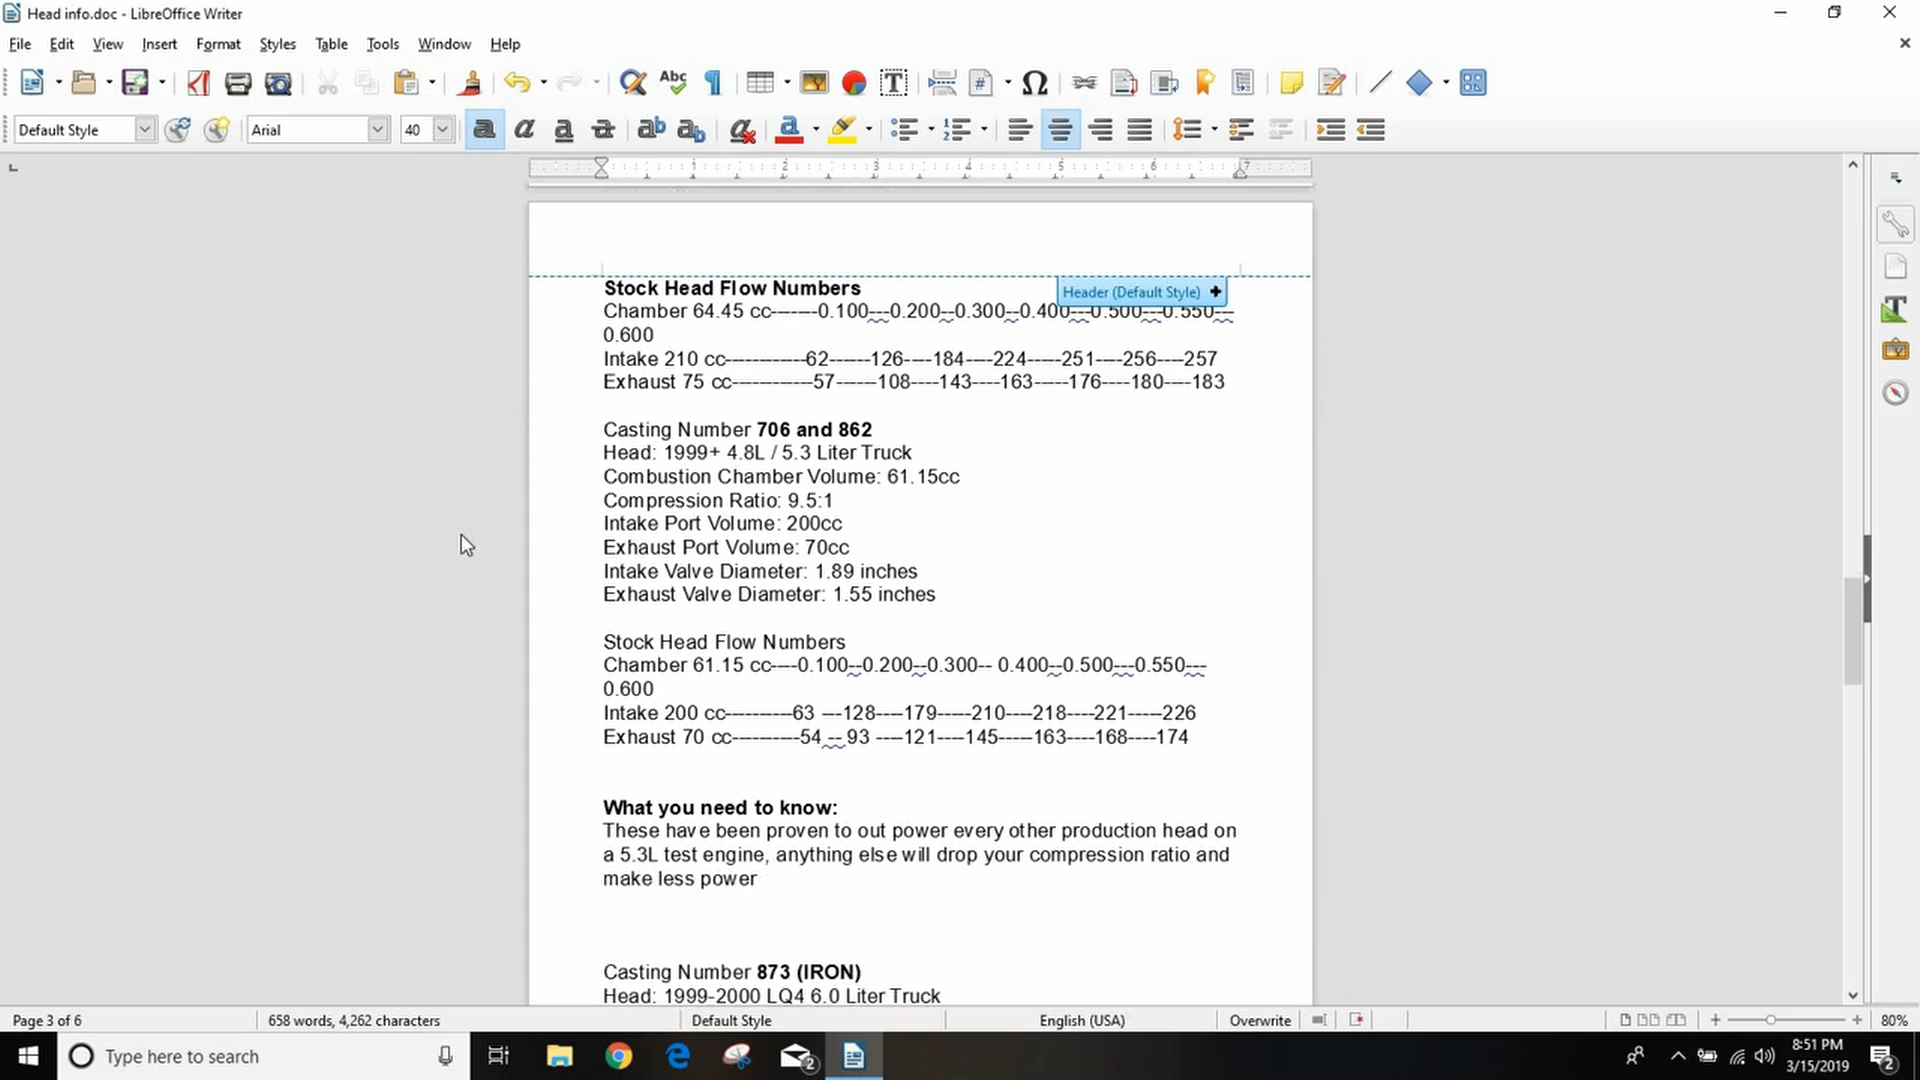 Head info.doc - LibreOffice Writer
File Edit View Insert Format Styles Table Tools Window Help
Default Style Arial 40
1 2 3 4 5 6 7
Stock Head Flow Numbers
Header (Default Style) +
Chamber 64.45 cc-------0.100---0.200--0.300--0.400---0.500---0.550---
0.600
Intake 210 cc------------62------126----184----224-----251----256----257
Exhaust 75 cc------------57------108----143----163-----176----180----183
Casting Number 706 and 862
Head: 1999+ 4.8L / 5.3 Liter Truck
Combustion Chamber Volume: 61.15cc
Compression Ratio: 9.5:1
Intake Port Volume: 200cc
Exhaust Port Volume: 70cc
Intake Valve Diameter: 1.89 inches
Exhaust Valve Diameter: 1.55 inches
Stock Head Flow Numbers
Chamber 61.15 cc----0.100--0.200--0.300-- 0.400--0.500---0.550---
0.600
Intake 200 cc----------63 ---128----179-----210----218----221-----226
Exhaust 70 cc----------54 -- 93 ----121----145-----163----168----174
What you need to know:
These have been proven to out power every other production head on
a 5.3L test engine, anything else will drop your compression ratio and
make less power
Casting Number 873 (IRON)
Head: 1999-2000 LQ4 6.0 Liter Truck
Page 3 of 6 658 words, 4,262 characters Default Style English (USA) Overwrite 80%
Type here to search 2 8:51 PM
3/15/2019 2